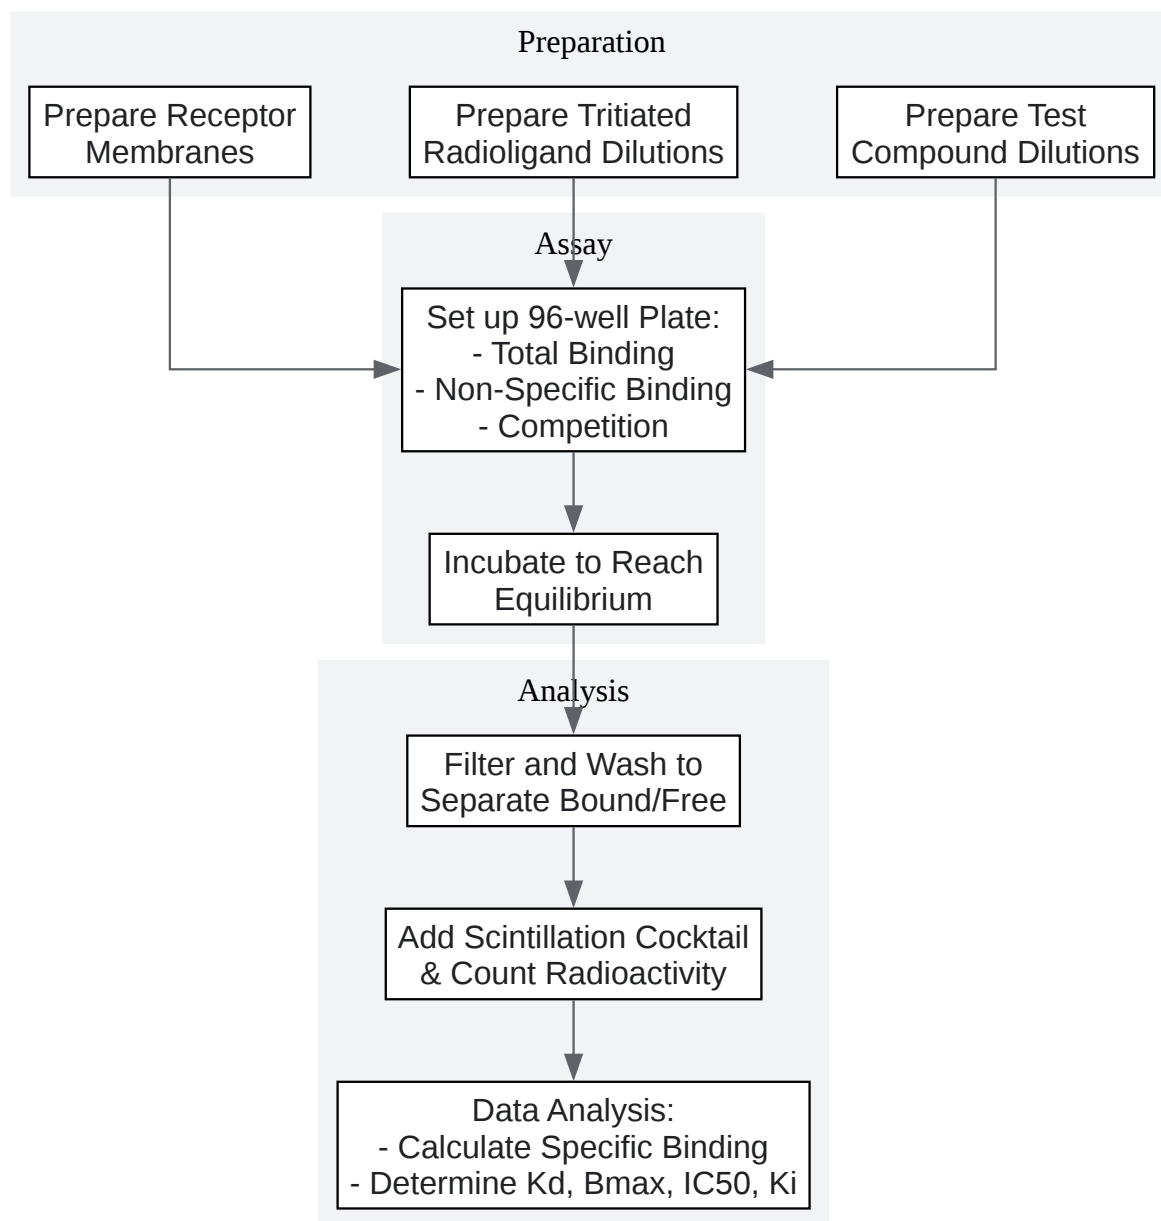 Preparation
Prepare Receptor
Membranes
Prepare Tritiated
Radioligand Dilutions
Prepare Test
Compound Dilutions
Assay
Set up 96-well Plate:
- Total Binding
- Non-Specific Binding
- Competition
Incubate to Reach
Equilibrium
Analysis
Filter and Wash to
Separate Bound/Free
Add Scintillation Cocktail
& Count Radioactivity
Data Analysis:
- Calculate Specific Binding
- Determine Kd, Bmax, IC50, Ki